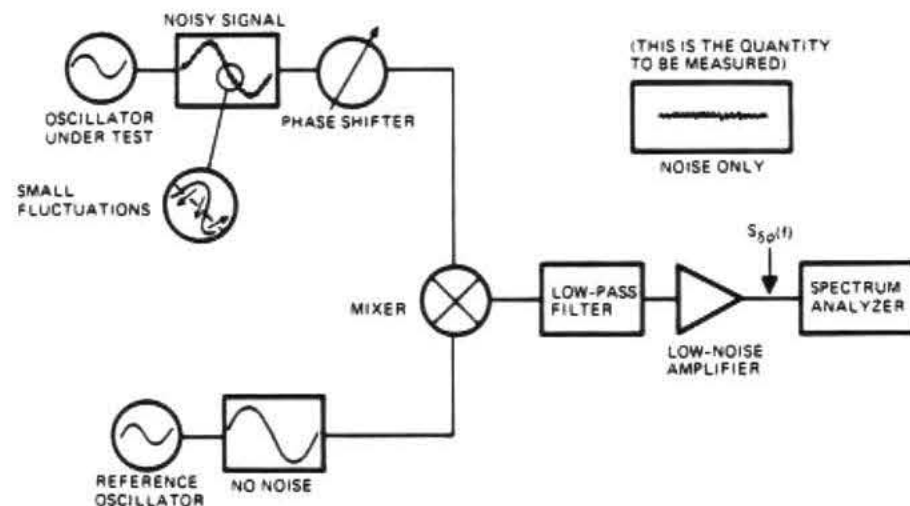 NOISY SIGNAL
OSCILLATOR
UNDER TEST
PHASE SHIFTER
SMALL
FLUCTUATIONS
(THIS IS THE QUANTITY
TO BE MEASURED)
NOISE ONLY
MIXER
LOW-PASS
FILTER
LOW-NOISE
AMPLIFIER
S_δφ(f)
SPECTRUM
ANALYZER
REFERENCE
OSCILLATOR
NO NOISE